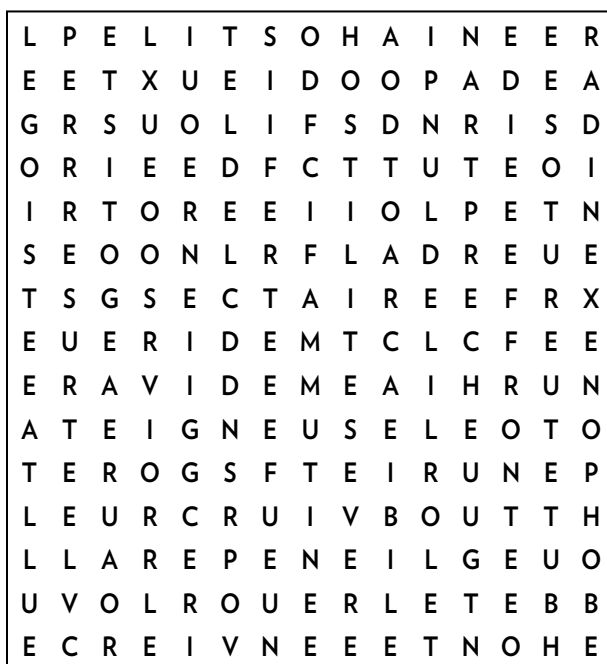 L P E L I T S O H A I N E E R
E E T X U E I D O O P A D E A
G R S U O L I F S D N R I S D
O R I E E D F C T T U T E O I
I R T O R E E I I O L P E T N
S E O O N L R F L A D R E U E
T S G S E C T A I R E E F R X
E U E R I D E M T C L C F E E
E R A V I D E M E A I H R U N
A T E I G N E U S E L E O T O
T E R O G S F T E I R U N E P
L E U R C R U I V B O U T T H
L L A R E P E N E I L G E U O
U V O L R O U E R L E T E B B
E C R E I V N E E E T N O H E